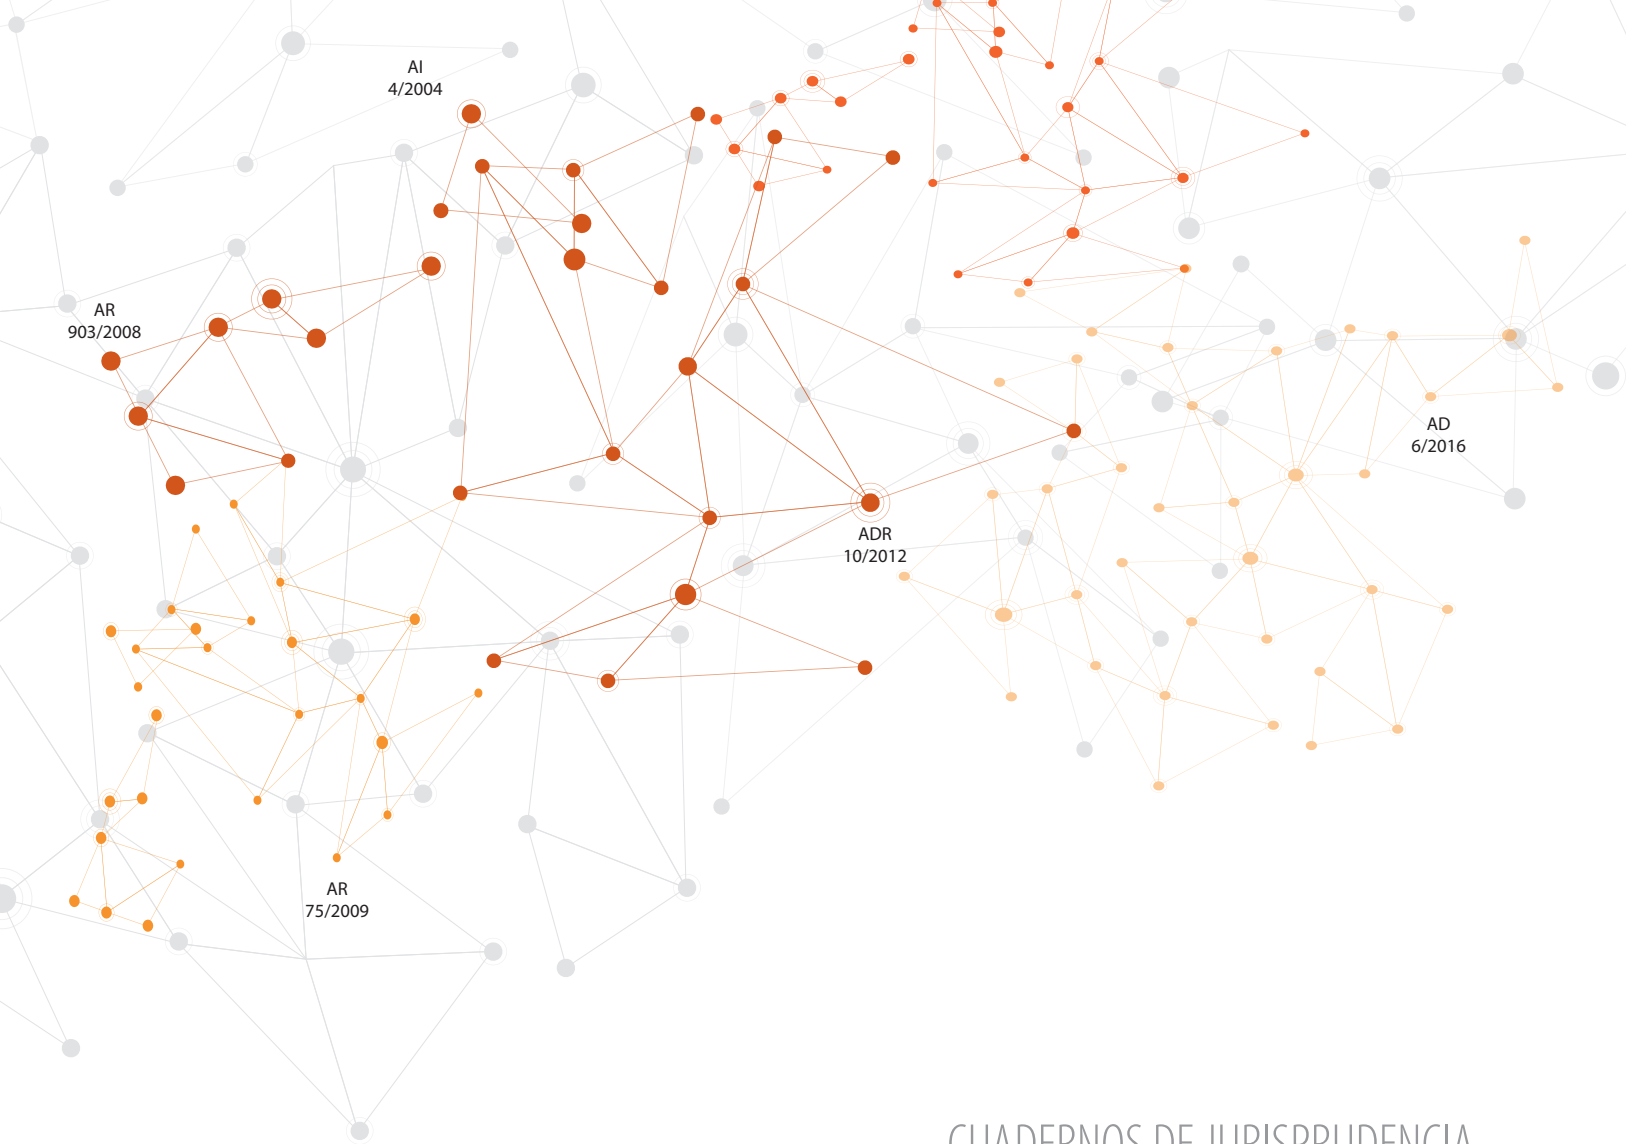 AI
4/2004
AR
903/2008
AD
6/2016
ADR
10/2012
AR
75/2009
CUADERNOS DE JURISPRUDENCIA